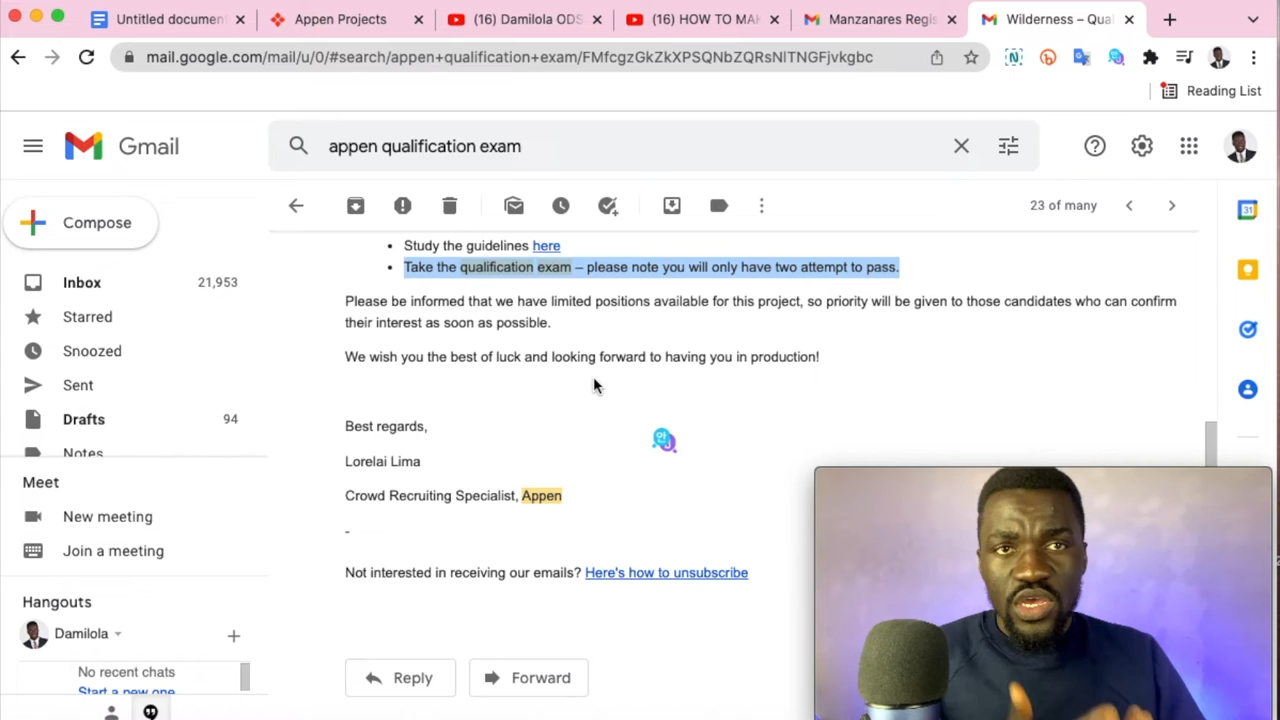 Untitled documen
Appen Projects
(16) Damilola ODS
(16) HOW TO MAK
Manzanares Regis
Wilderness – Qual
mail.google.com/mail/u/0/#search/appen+qualification+exam/FMfcgzGkZkXPSQNbZQRsNlTNGFjvkgbc
Reading List
Gmail
appen qualification exam
Compose
23 of many
Inbox 21,953
Starred
Snoozed
Sent
Drafts 94
Notes
Meet
New meeting
Join a meeting
Hangouts
Damilola
No recent chats
Start a new one
• Study the guidelines here
• Take the qualification exam – please note you will only have two attempt to pass.
Please be informed that we have limited positions available for this project, so priority will be given to those candidates who can confirm
their interest as soon as possible.
We wish you the best of luck and looking forward to having you in production!
Best regards,
Lorelai Lima
Crowd Recruiting Specialist, Appen
-
Not interested in receiving our emails? Here's how to unsubscribe
Reply
Forward
31